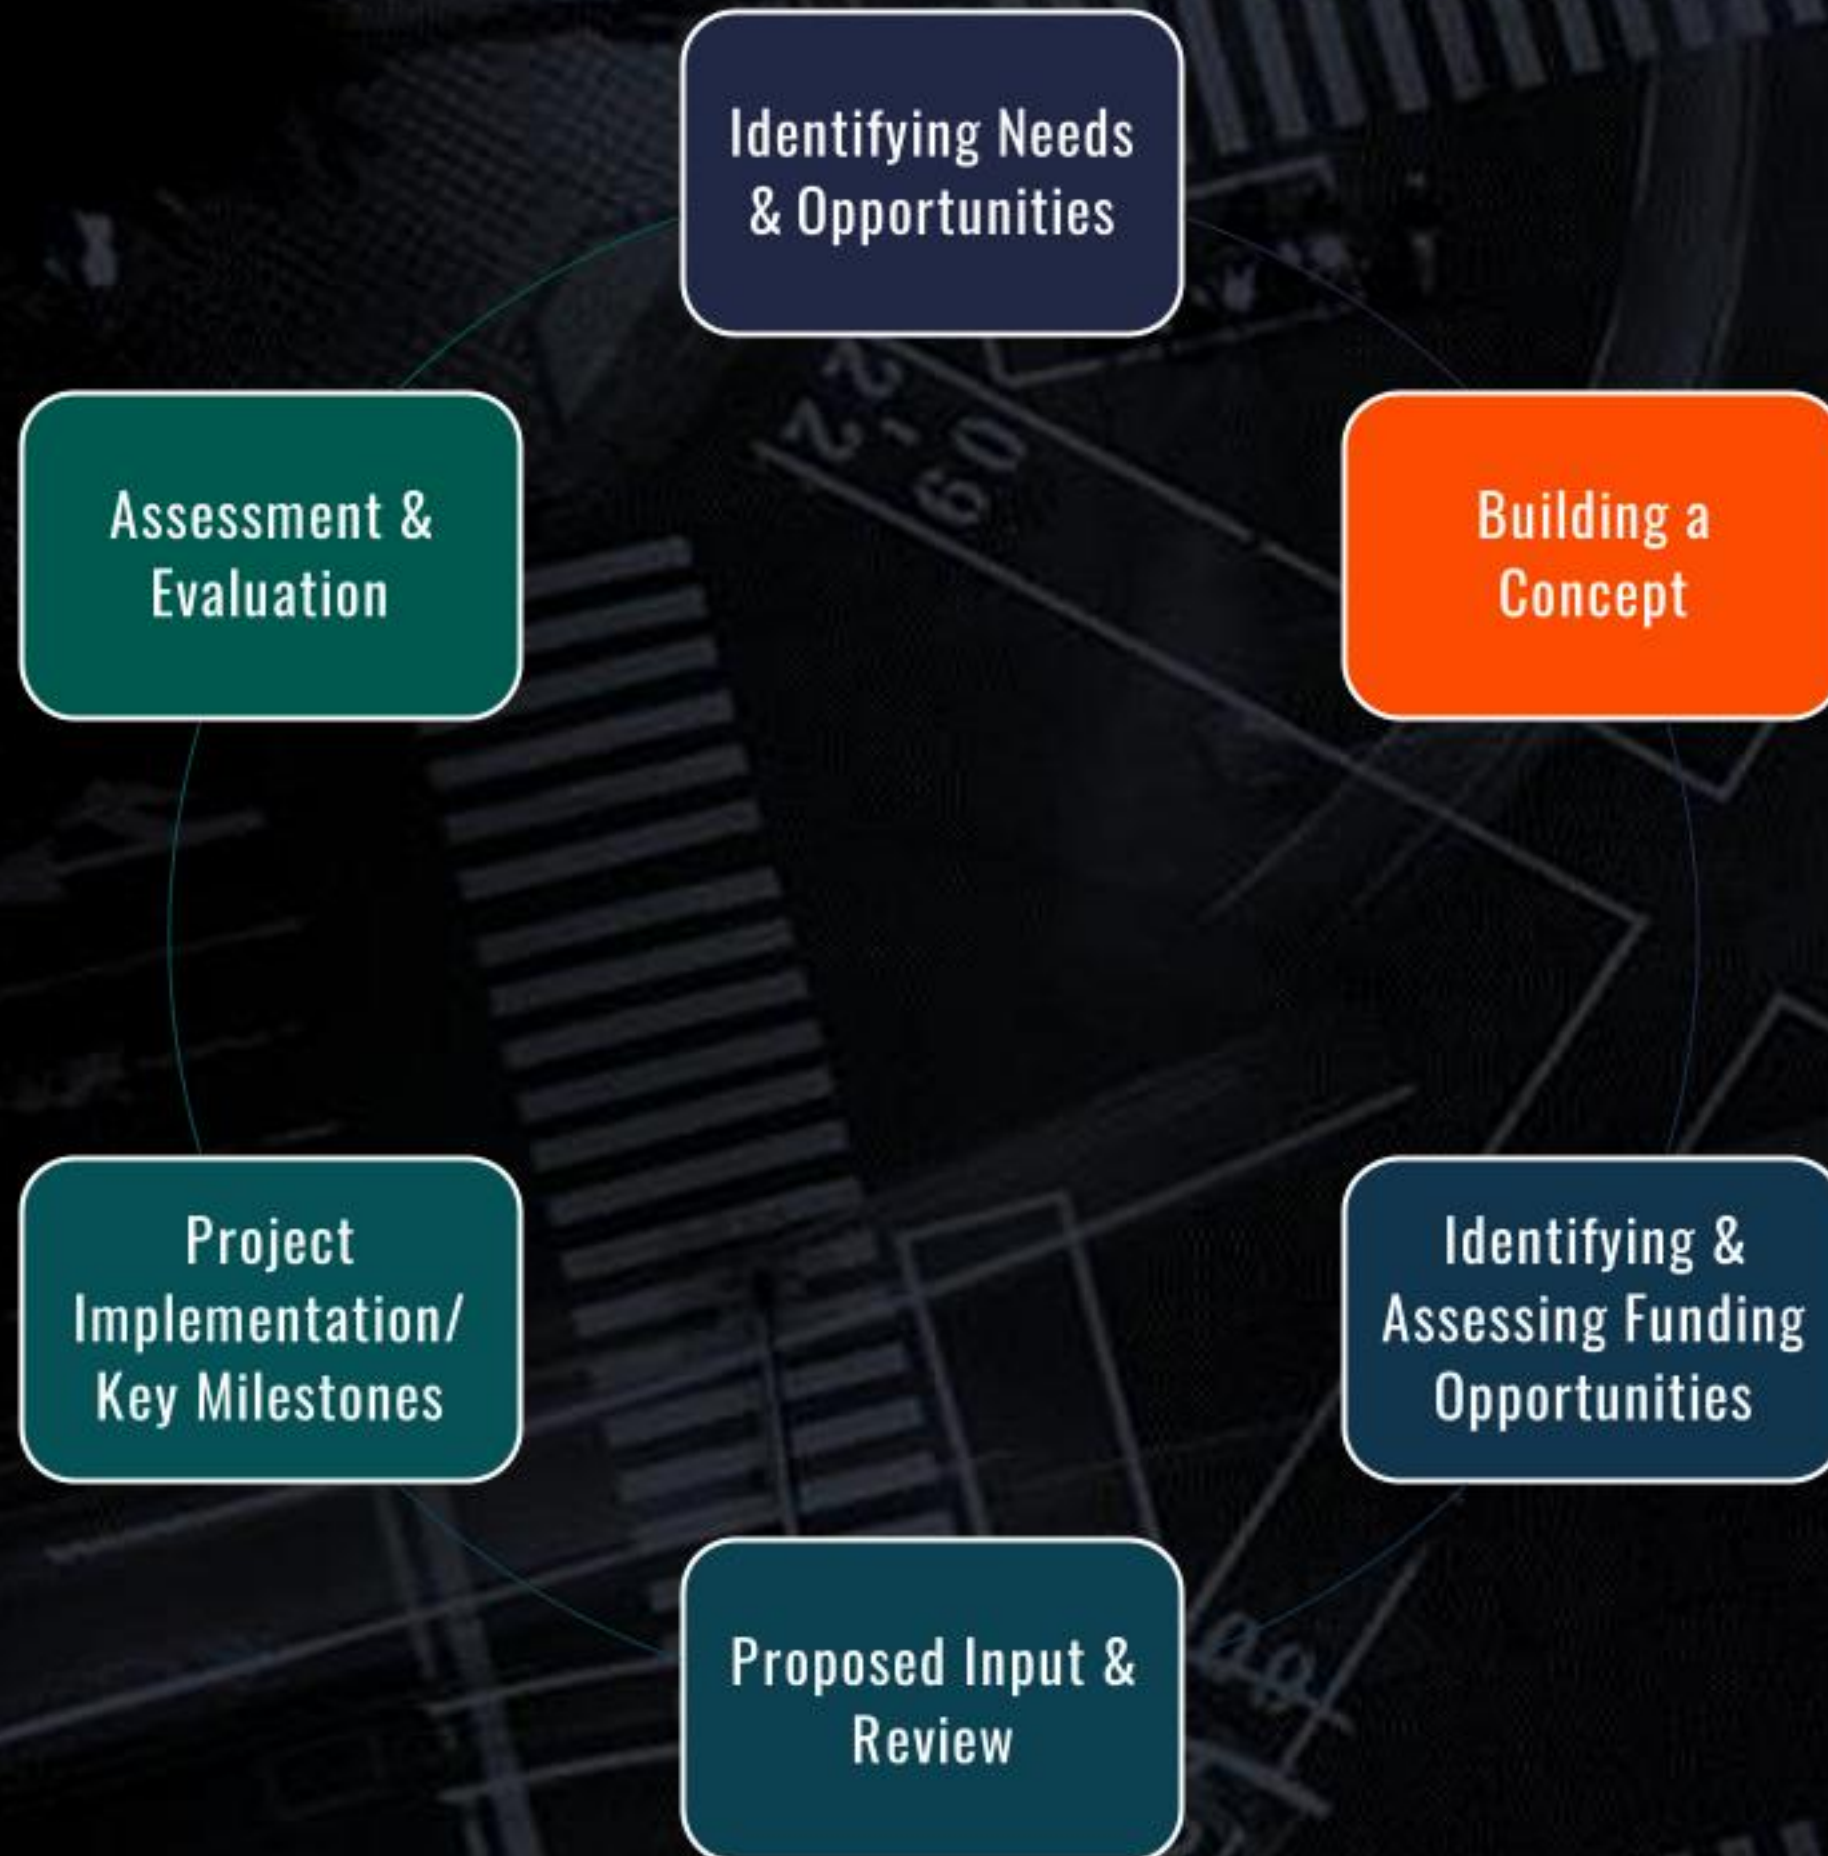 Identifying Needs
& Opportunities
Building a
Concept
Identifying &
Assessing Funding
Opportunities
Proposed Input &
Review
Project
Implementation/
Key Milestones
Assessment &
Evaluation